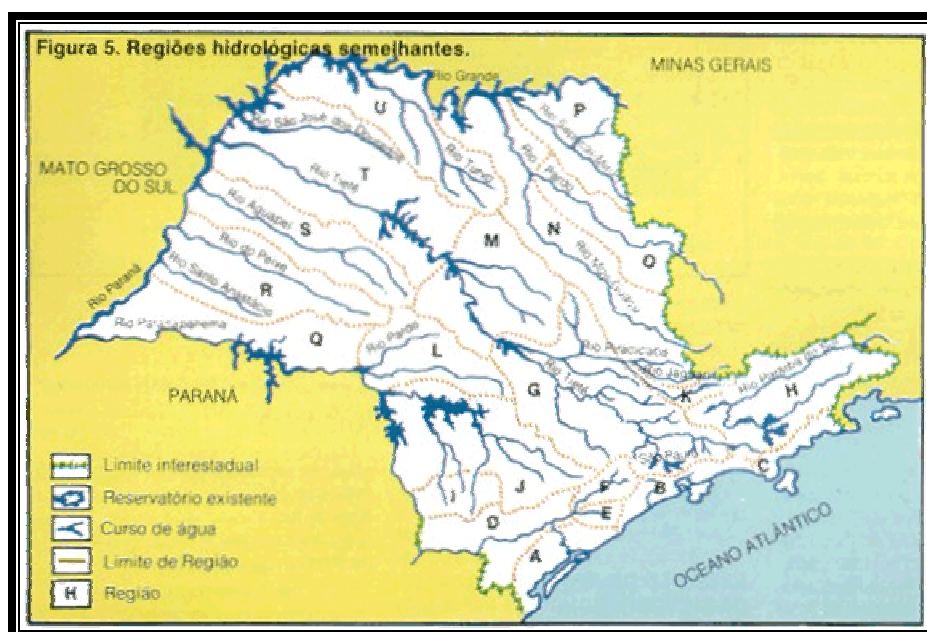 Figura 5. Regiões hidrológicas semelhantes.
MINAS GERAIS
Rio Grande
P
U
Rio São José dos Dourados
Rio Turvo
Rio Pardo
MATO GROSSO
DO SUL
T
Rio Tietê
Rio Aguapeí
S
M
N
O
Rio do Peixe
R
Rio Santo Anastácio
Rio Paraná
Rio Paranapanema
Q
Rio Pardo
L
Rio Piracicaba
Rio Jaguari
Rio Tietê
G
K
Rio Paraíba do Sul
H
PARANÁ
São Paulo
C
B
F
E
I
J
D
A
OCEANO ATLÂNTICO
Limite interestadual
Reservatório existente
Curso de água
Limite de Região
H Região